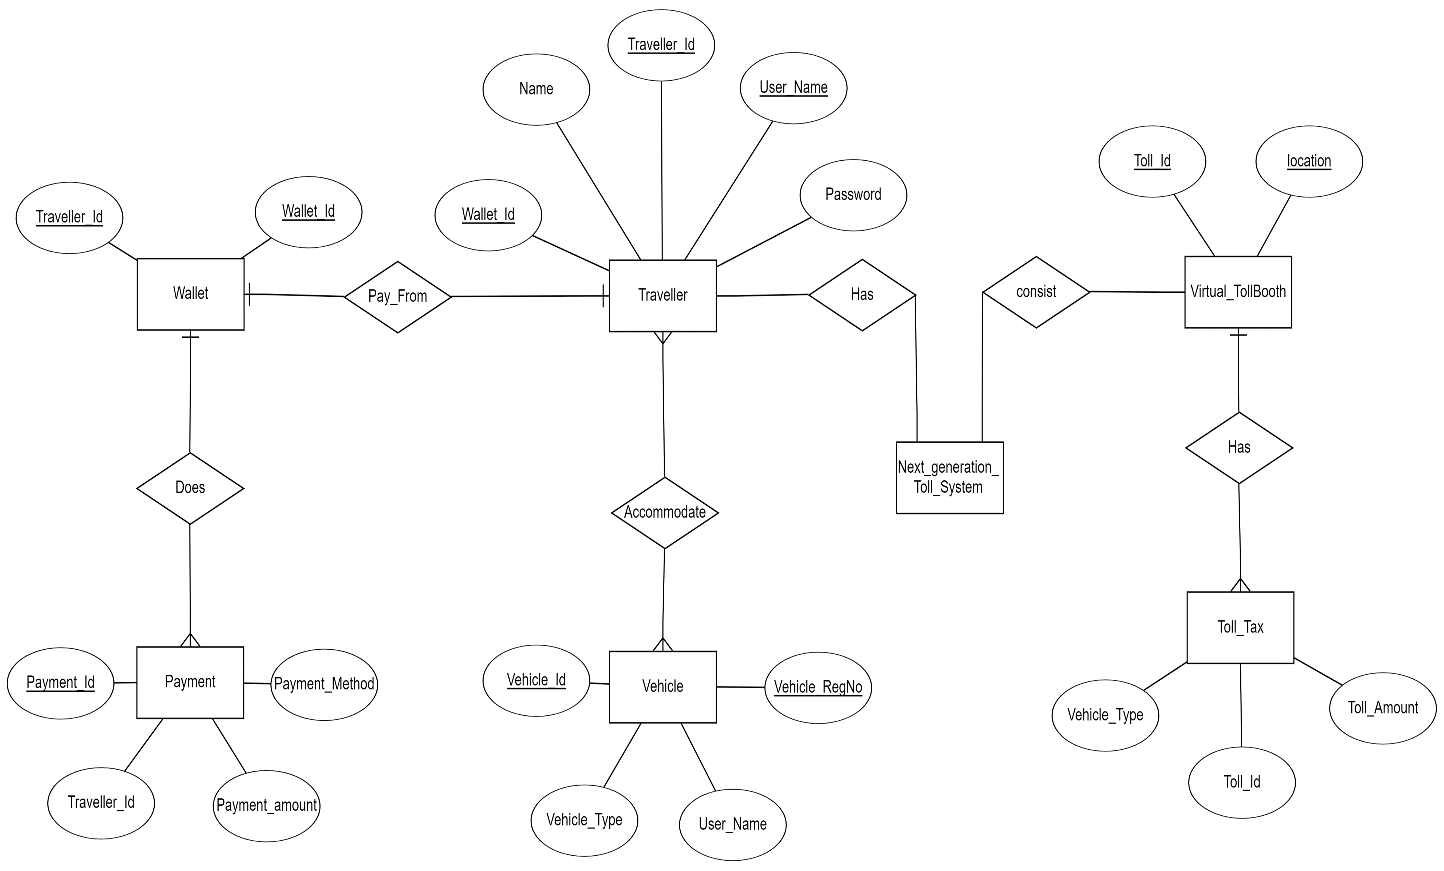 Traveller_Id
Name
User_Name
Toll_Id
location
Traveller_Id
Wallet_Id
Wallet_Id
Password
Wallet
Pay_From
Traveller
Has
consist
Virtual_TollBooth
Does
Accommodate
Next_generation_
Toll_System
Has
Payment_Id
Payment
Payment_Method
Vehicle_Id
Vehicle
Vehicle_RegNo
Toll_Tax
Vehicle_Type
Toll_Amount
Traveller_Id
Payment_amount
Vehicle_Type
User_Name
Toll_Id